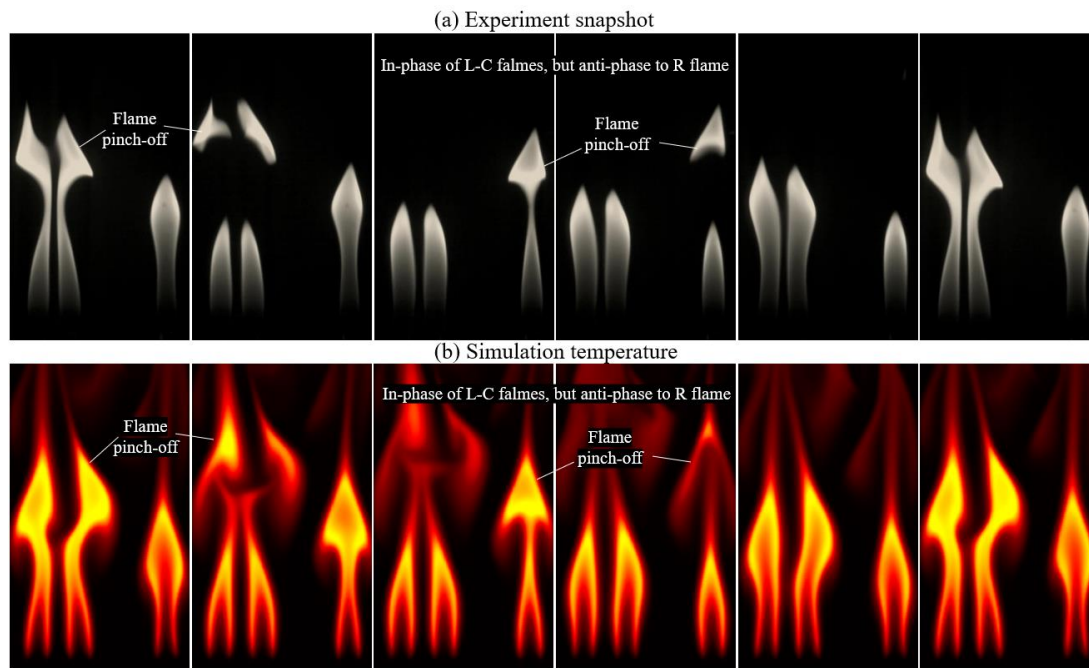 (a) Experiment snapshot
In-phase of L-C falmes, but anti-phase to R flame
Flame
pinch-off
Flame
pinch-off
(b) Simulation temperature
In-phase of L-C falmes, but anti-phase to R flame
Flame
pinch-off
Flame
pinch-off